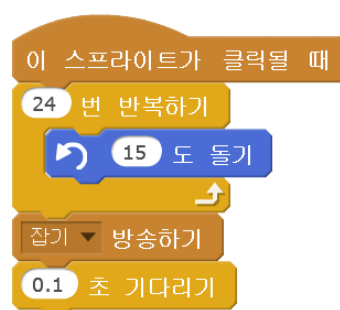 이 스프라이트가 클릭될 때
24 번 반복하기
15 도 돌기
잡기 방송하기
0.1 초 기다리기